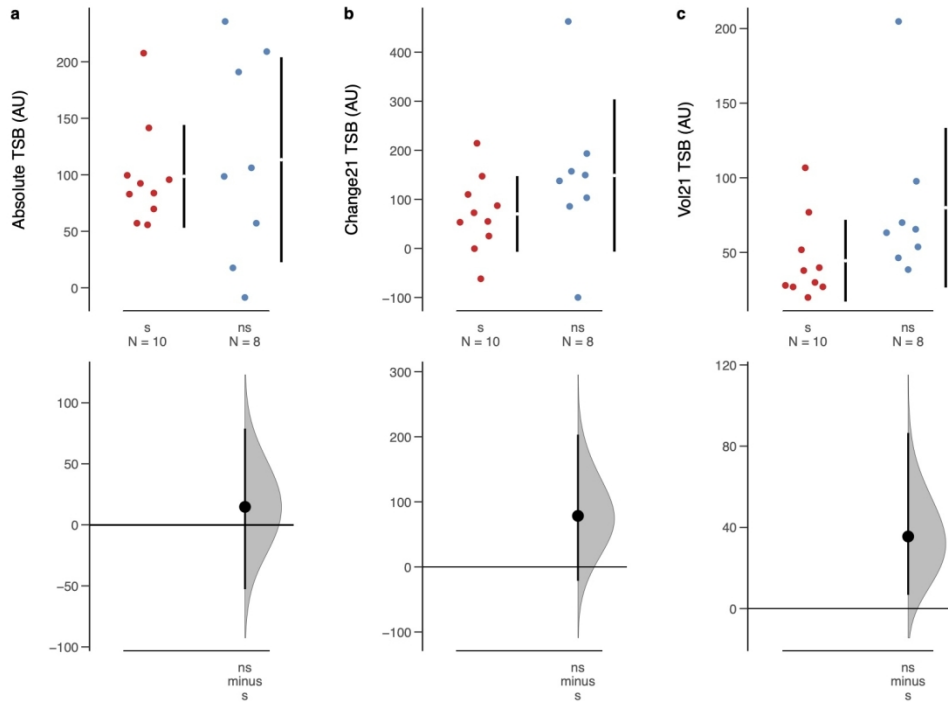 a
Absolute TSB (AU)
200
150
100
50
0
s
N = 10
ns
N = 8
100
50
0
−50
−100
ns
minus
s
b
Change21 TSB (AU)
400
300
200
100
0
−100
s
N = 10
ns
N = 8
300
200
100
0
−100
ns
minus
s
c
Vol21 TSB (AU)
200
150
100
50
s
N = 10
ns
N = 8
120
80
40
0
ns
minus
s